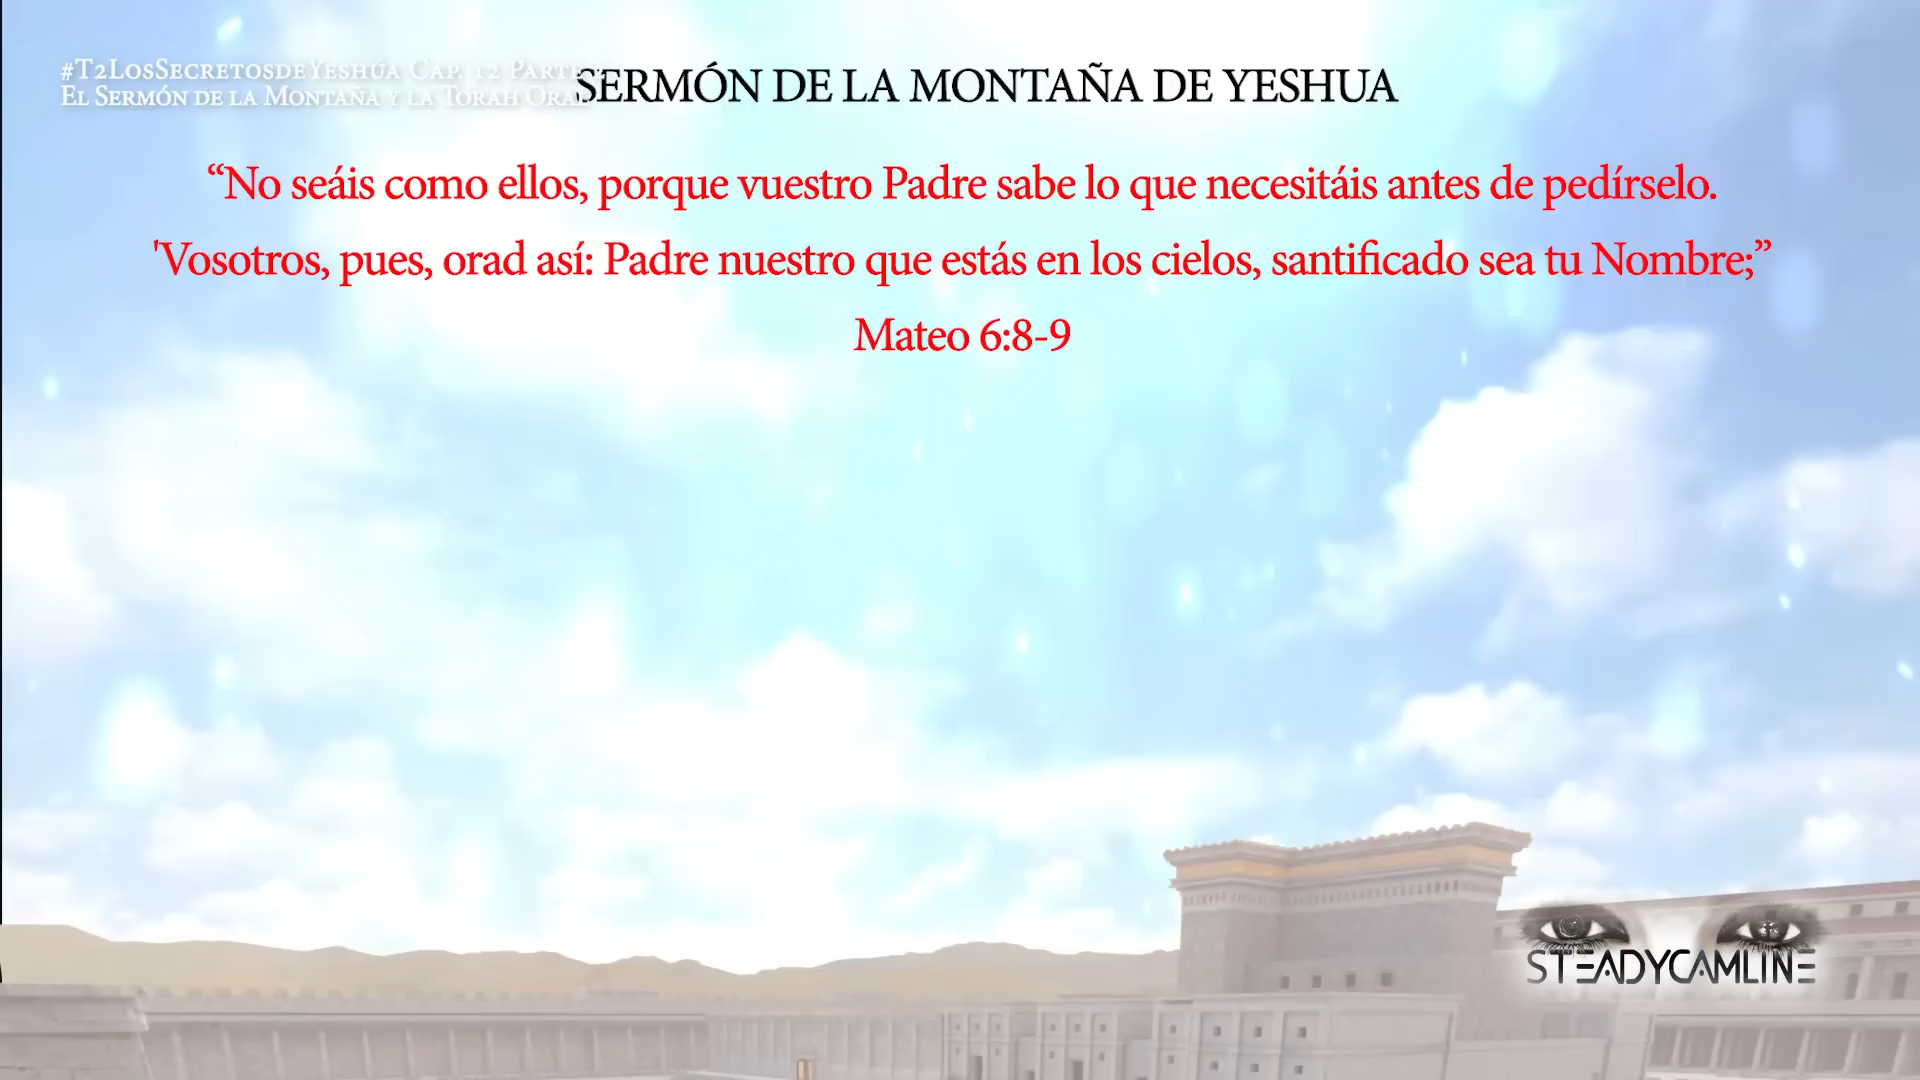 #T2LosSecretosdeYeshúa Cap. 12 Parte
El Sermón de la Montaña y la Torah Oral
SERMÓN DE LA MONTAÑA DE YESHUA
“No seáis como ellos, porque vuestro Padre sabe lo que necesitáis antes de pedírselo.
'Vosotros, pues, orad así: Padre nuestro que estás en los cielos, santificado sea tu Nombre;”
Mateo 6:8-9
STEADYCAMLINE